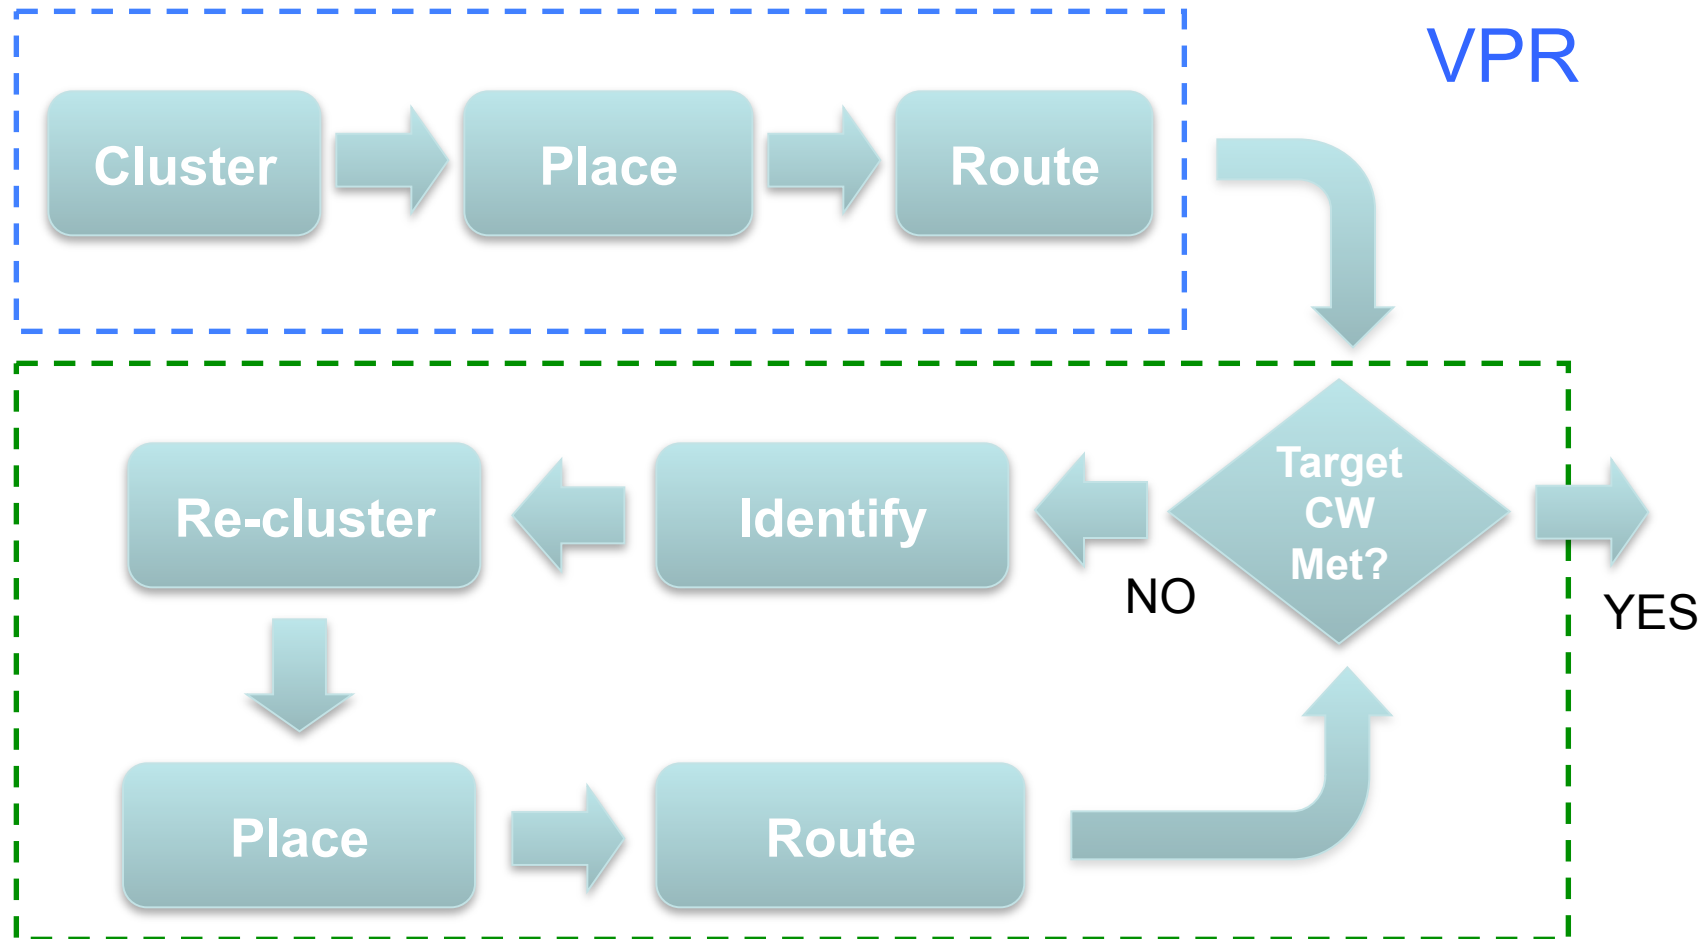 VPR
Cluster
Place
Route
Target
CW
Met?
NO
YES
Identify
Re-cluster
Place
Route